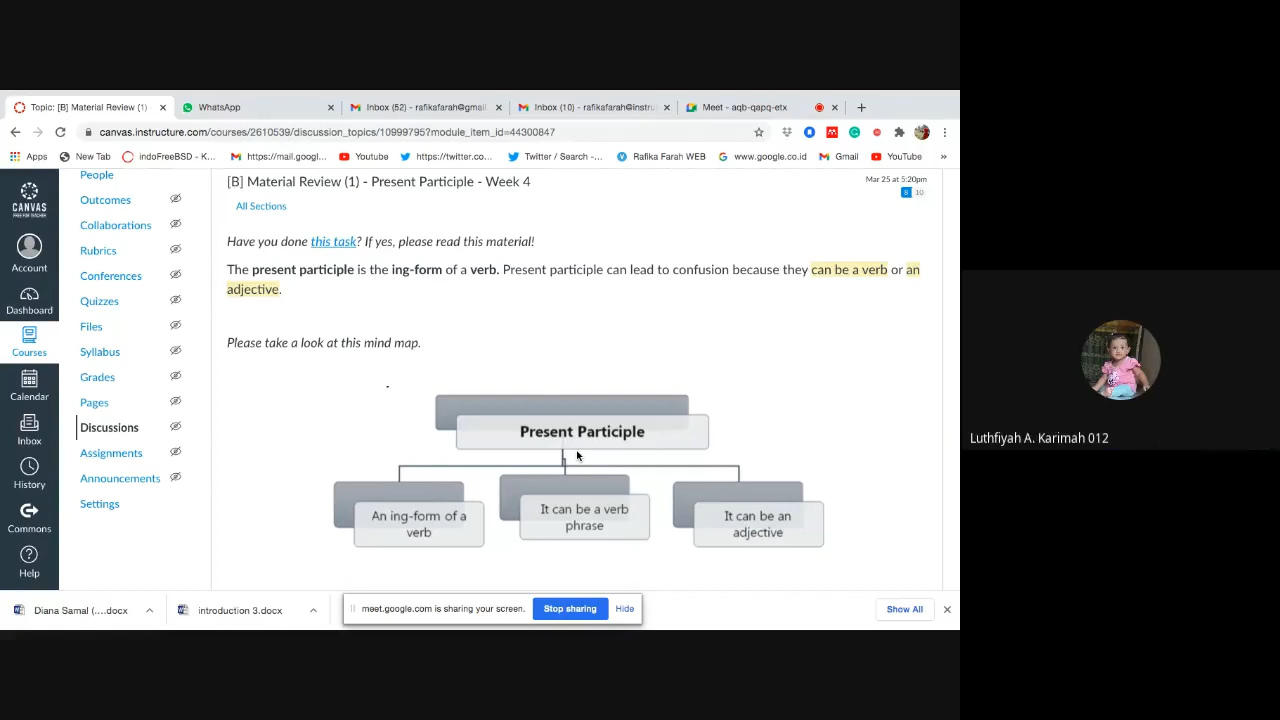 Topic: [B] Material Review (1)
WhatsApp
Inbox (52) - rafikafarah@gmail.
Inbox (10) - rafikafarah@instru
Meet - aqb-qapq-etx
canvas.instructure.com/courses/2610539/discussion_topics/10999795?module_item_id=44300847
Apps
New Tab
indoFreeBSD - K...
https://mail.googl...
Youtube
https://twitter.co...
Twitter / Search -...
Rafika Farah WEB
www.google.co.id
Gmail
YouTube
»
CANVAS
FREE FOR TEACHER
Account
Dashboard
Courses
Calendar
Inbox
History
Commons
Help
People
Outcomes
Collaborations
Rubrics
Conferences
Quizzes
Files
Syllabus
Grades
Pages
Discussions
Assignments
Announcements
Settings
[B] Material Review (1) - Present Participle - Week 4
Mar 25 at 5:20pm
8 10
All Sections
Have you done this task? If yes, please read this material!
The present participle is the ing-form of a verb. Present participle can lead to confusion because they can be a verb or an
adjective.
Please take a look at this mind map.
Present Participle
An ing-form of a
verb
It can be a verb
phrase
It can be an
adjective
Diana Samal (....docx
introduction 3.docx
meet.google.com is sharing your screen.
Stop sharing
Hide
Show All
Luthfiyah A. Karimah 012